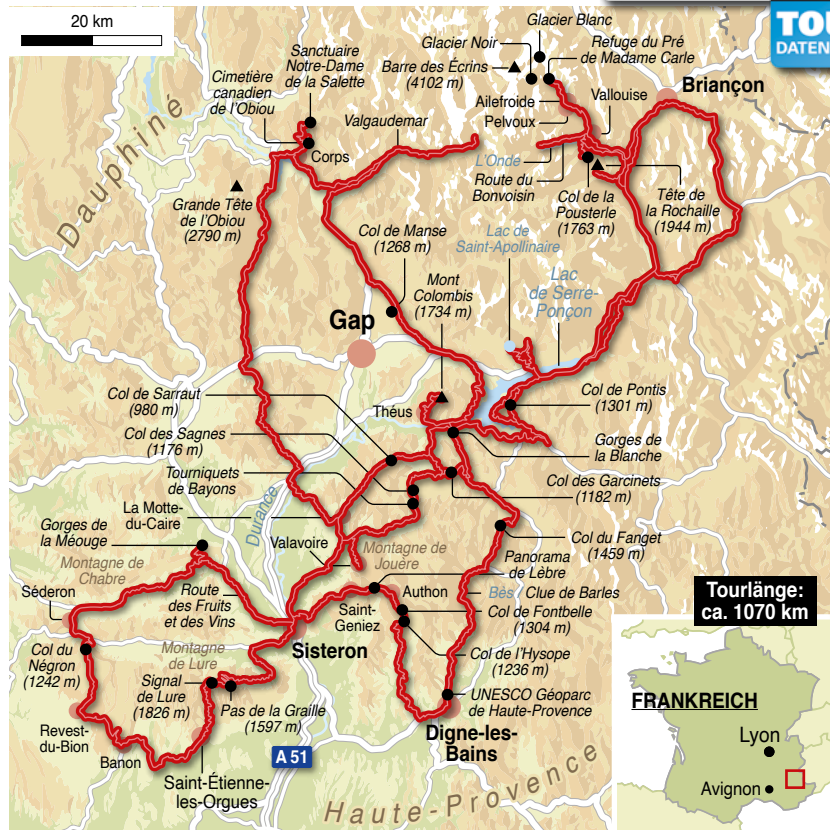 20 km
TO
DATEN
Glacier Blanc
Glacier Noir
Refuge du Pré
de Madame Carle
Sanctuaire
Notre-Dame
de la Salette
Barre des Écrins
(4102 m)
Cimetière
canadien
de l'Obiou
Briançon
Ailefroide
Vallouise
Pelvoux
Valgaudemar
Corps
Dauphiné
L'Onde
Route du
Bonvoisin
Grande Tête
de l'Obiou
(2790 m)
Col de la
Pousterle
(1763 m)
Tête de
la Rochaille
(1944 m)
Col de Manse
(1268 m)
Lac de
Saint-Apollinaire
Mont
Colombis
(1734 m)
Lac
de Serre-
Ponçon
Gap
Col de Sarraut
(980 m)
Théus
Col de Pontis
(1301 m)
Col des Sagnes
(1176 m)
Gorges de
la Blanche
Tourniquets
de Bayons
Col des Garcinets
(1182 m)
La Motte-
du-Caire
Durance
Gorges de
la Méouge
Valavoire
Montagne de
Jouère
Col du Fanget
(1459 m)
Montagne de
Chabre
Panorama
de Lèbre
Séderon
Route
des Fruits
et des Vins
Authon
Bès
Clue de Barles
Saint-
Geniez
Col de Fontbelle
(1304 m)
Tourlänge:
ca. 1070 km
Sisteron
Col du
Négron
(1242 m)
Montagne
de Lure
Signal
de Lure
(1826 m)
Col de l'Hysope
(1236 m)
Pas de la Graille
(1597 m)
UNESCO Géoparc
de Haute-Provence
Revest-
du-Bion
Digne-les-
Bains
Banon
A 51
Saint-Étienne-
les-Orgues
Haute-Provence
FRANKREICH
Lyon
Avignon